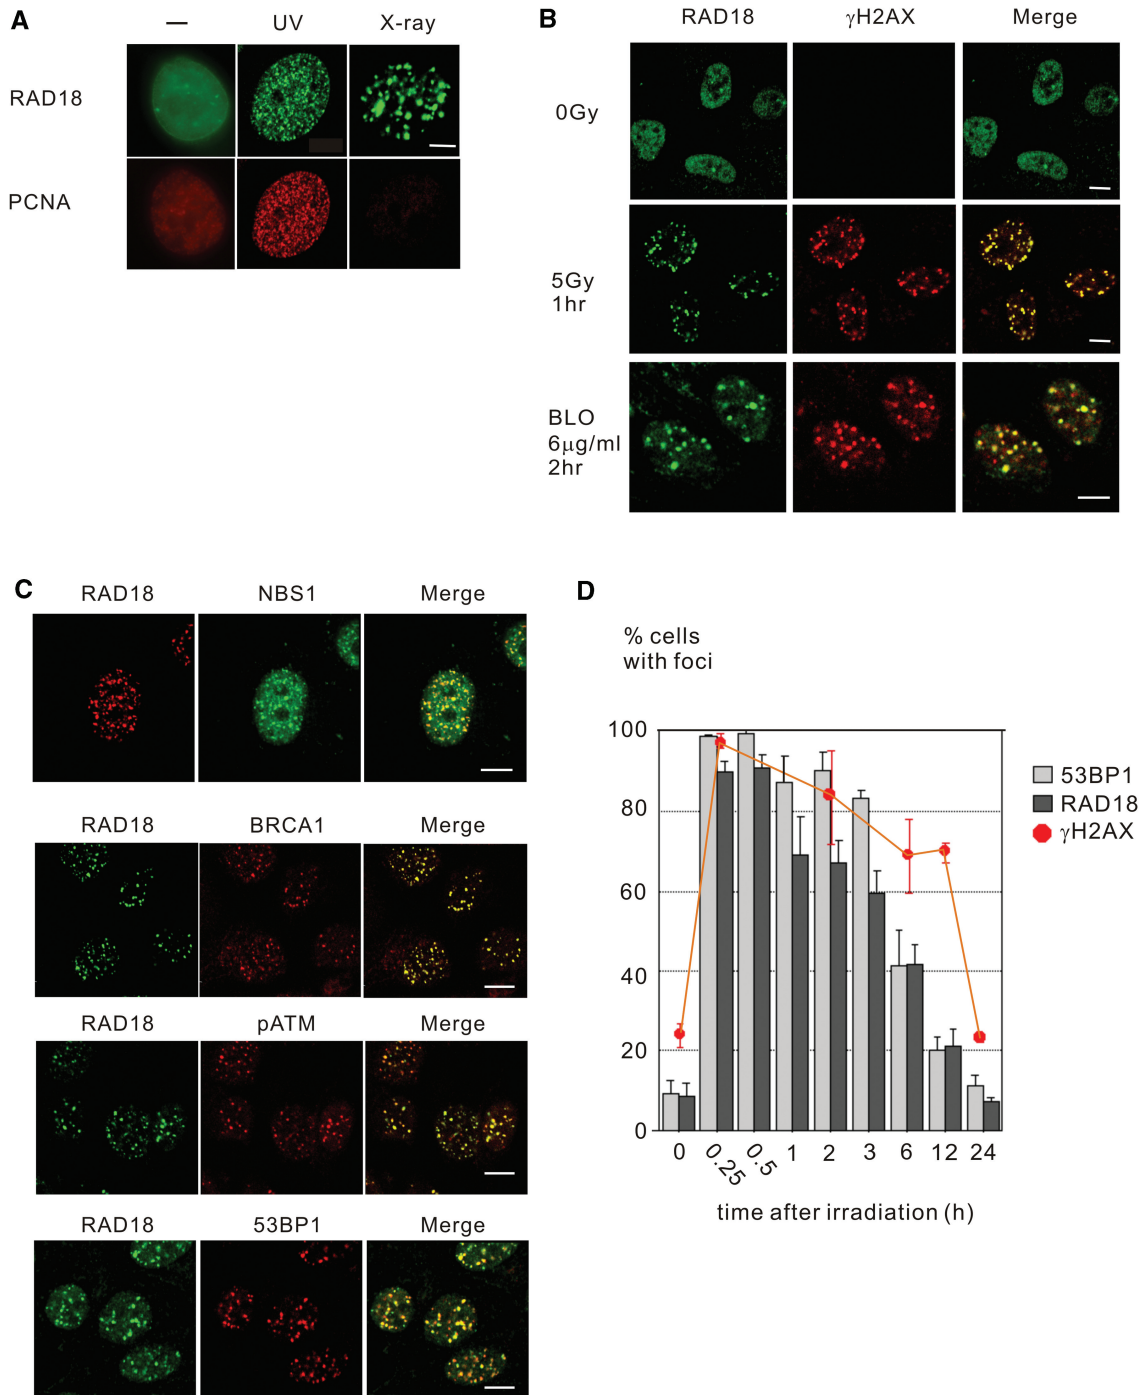 A
— UV X-ray
RAD18
PCNA
B
RAD18 γH2AX Merge
0Gy
5Gy
1hr
BLO
6μg/ml
2hr
C
RAD18 NBS1 Merge
RAD18 BRCA1 Merge
RAD18 pATM Merge
RAD18 53BP1 Merge
D
% cells
with foci
100
80
60
40
20
0
0 0.25 0.5 1 2 3 6 12 24
time after irradiation (h)
53BP1
RAD18
γH2AX